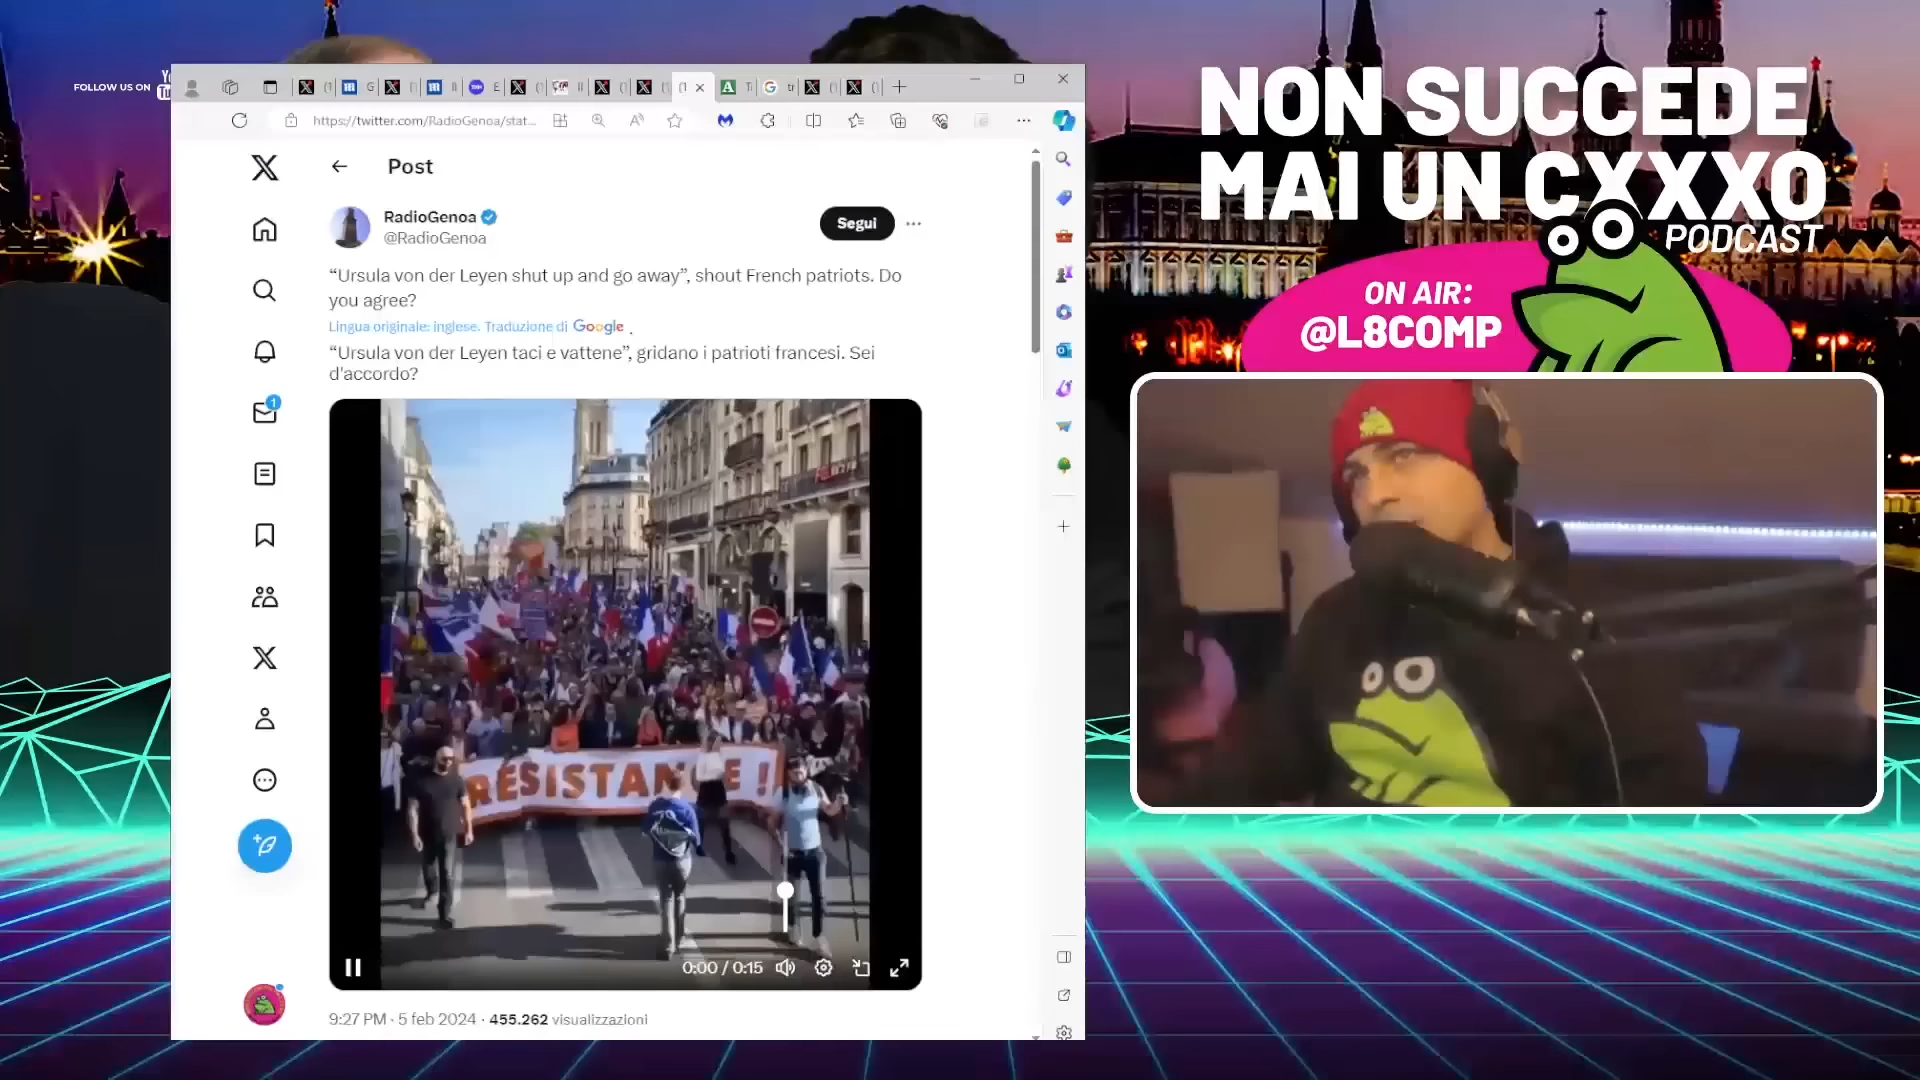 FOLLOW US ON
https://twitter.com/RadioGenoa/stat...
Post
RadioGenoa
@RadioGenoa
Segui
“Ursula von der Leyen shut up and go away”, shout French patriots. Do
you agree?
Lingua originale: inglese. Traduzione di Google .
“Ursula von der Leyen taci e vattene”, gridano i patrioti francesi. Sei
d'accordo?
RÉSISTANCE !
0:00 / 0:15
9:27 PM · 5 feb 2024 · 455.262 visualizzazioni
1
NON SUCCEDE
MAI UN CXXXO
PODCAST
ON AIR:
@L8COMP